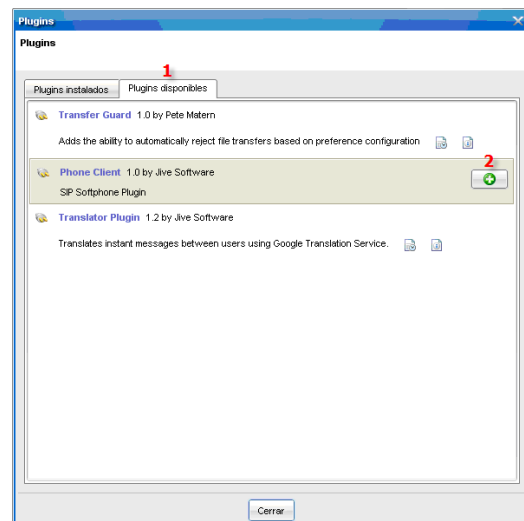 Plugins
Plugins
1
Plugins instalados Plugins disponibles
Transfer Guard 1.0 by Pete Matern
Adds the ability to automatically reject file transfers based on preference configuration
2
Phone Client 1.0 by Jive Software
SIP Softphone Plugin
Translator Plugin 1.2 by Jive Software
Translates instant messages between users using Google Translation Service.
Cerrar